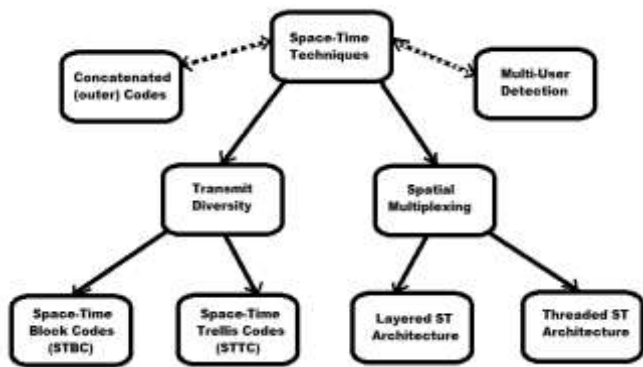 Space-Time
Techniques
Concatenated
(outer) Codes
Multi-User
Detection
Transmit
Diversity
Spatial
Multiplexing
Space-Time
Block Codes
(STBC)
Space-Time
Trellis Codes
(STTC)
Layered ST
Architecture
Threaded ST
Architecture